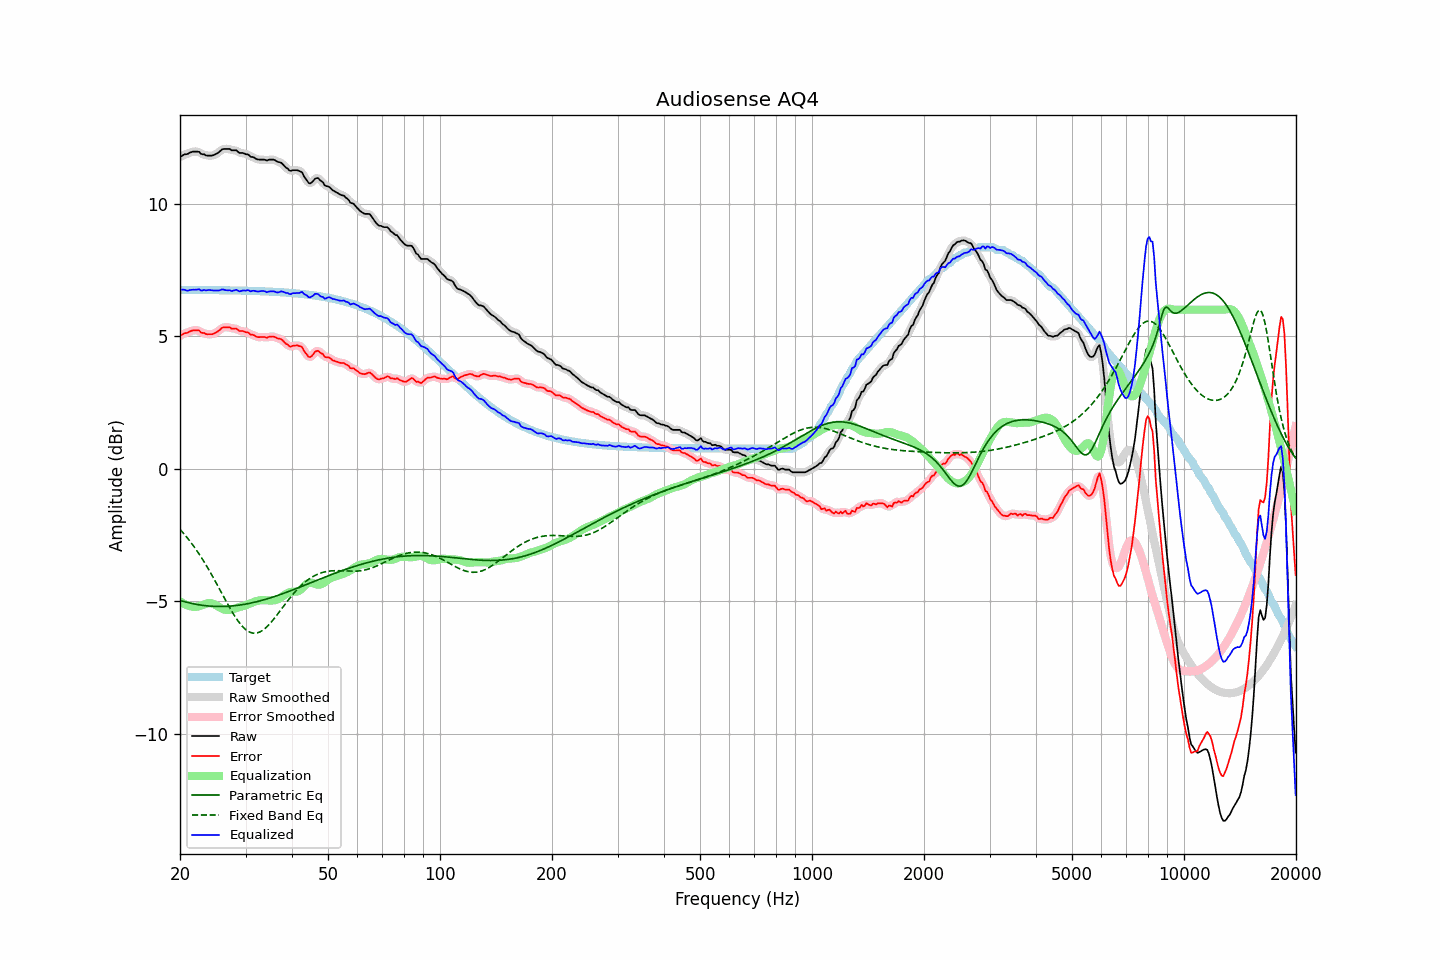 Audiosense AQ4
Amplitude (dBr)
10
5
0
−5
−10
Target
Raw Smoothed
Error Smoothed
Raw
Error
Equalization
Parametric Eq
Fixed Band Eq
Equalized
20 50 100 200 500 1000 2000 5000 10000 20000
Frequency (Hz)